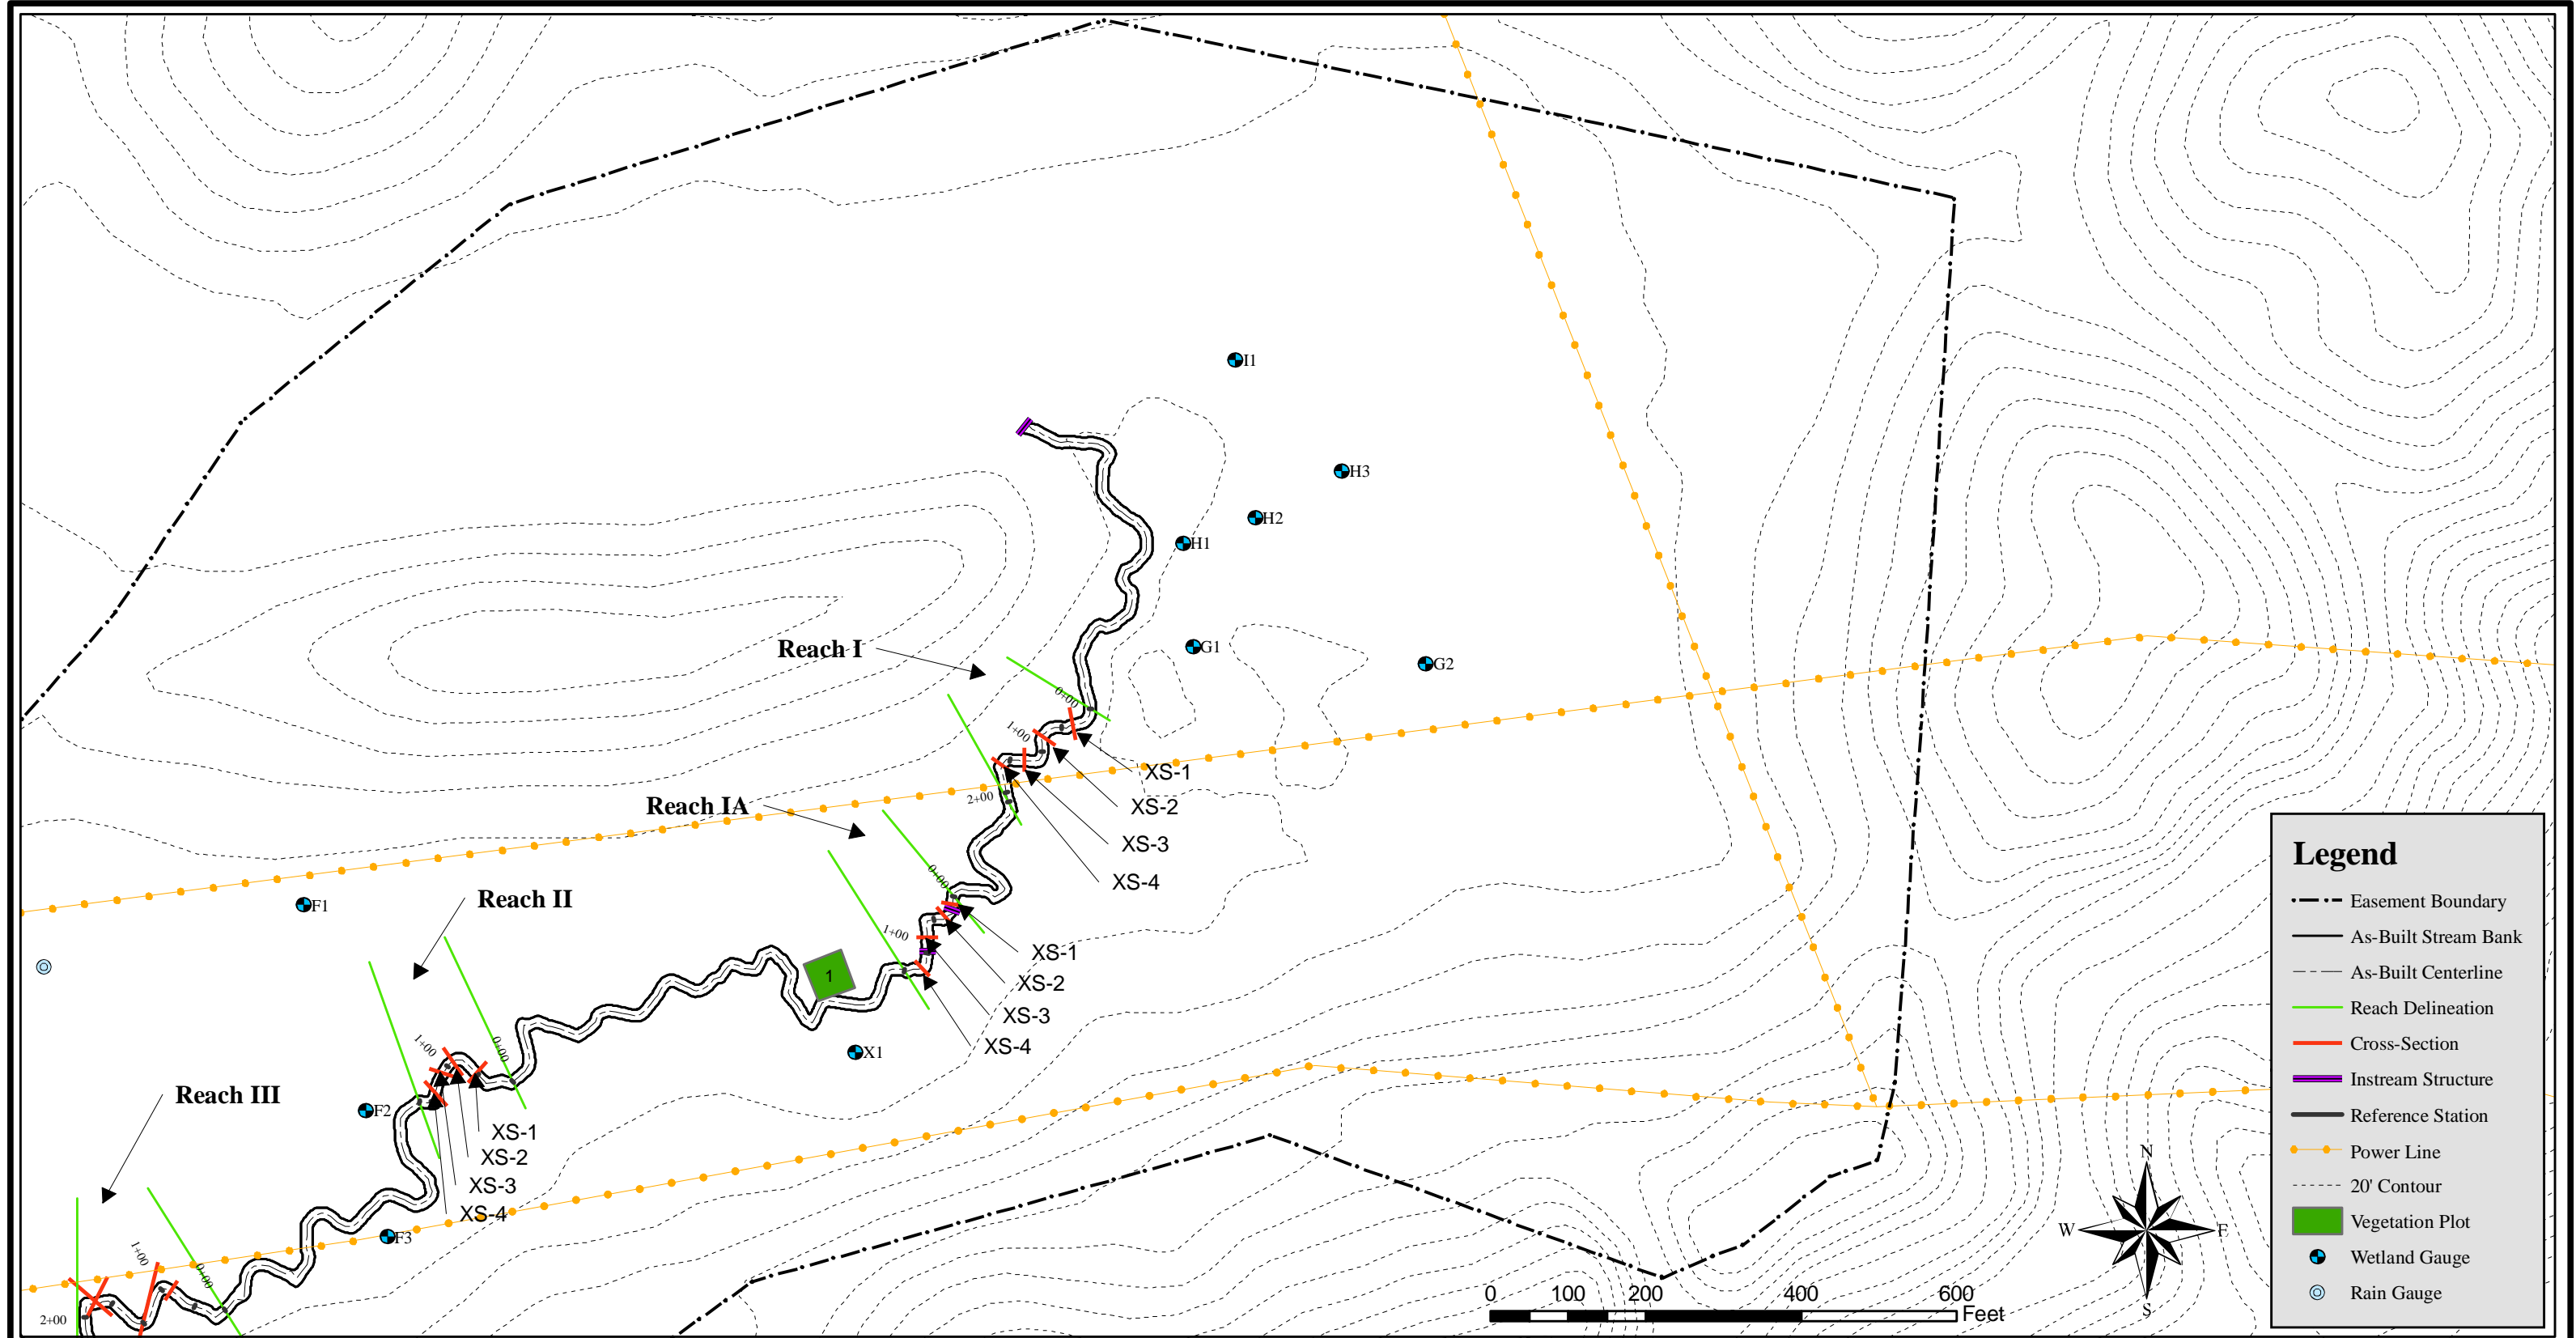 I1
H3
H2
H1
Reach I
G1
G2
0+00
1+00
XS-1
2+00
Reach IA
XS-2
XS-3
XS-4
0+00
Reach II
F1
1+00
XS-1
XS-2
1
XS-3
XS-4
0+00
1+00
X1
Reach III
F2
XS-1
XS-2
XS-3
XS-4
F3
1+00
0+00
2+00
Legend
Easement Boundary
As-Built Stream Bank
As-Built Centerline
Reach Delineation
Cross-Section
Instream Structure
Reference Station
Power Line
20' Contour
Vegetation Plot
Wetland Gauge
Rain Gauge
N
W
E
S
0 100 200 400 600
Feet